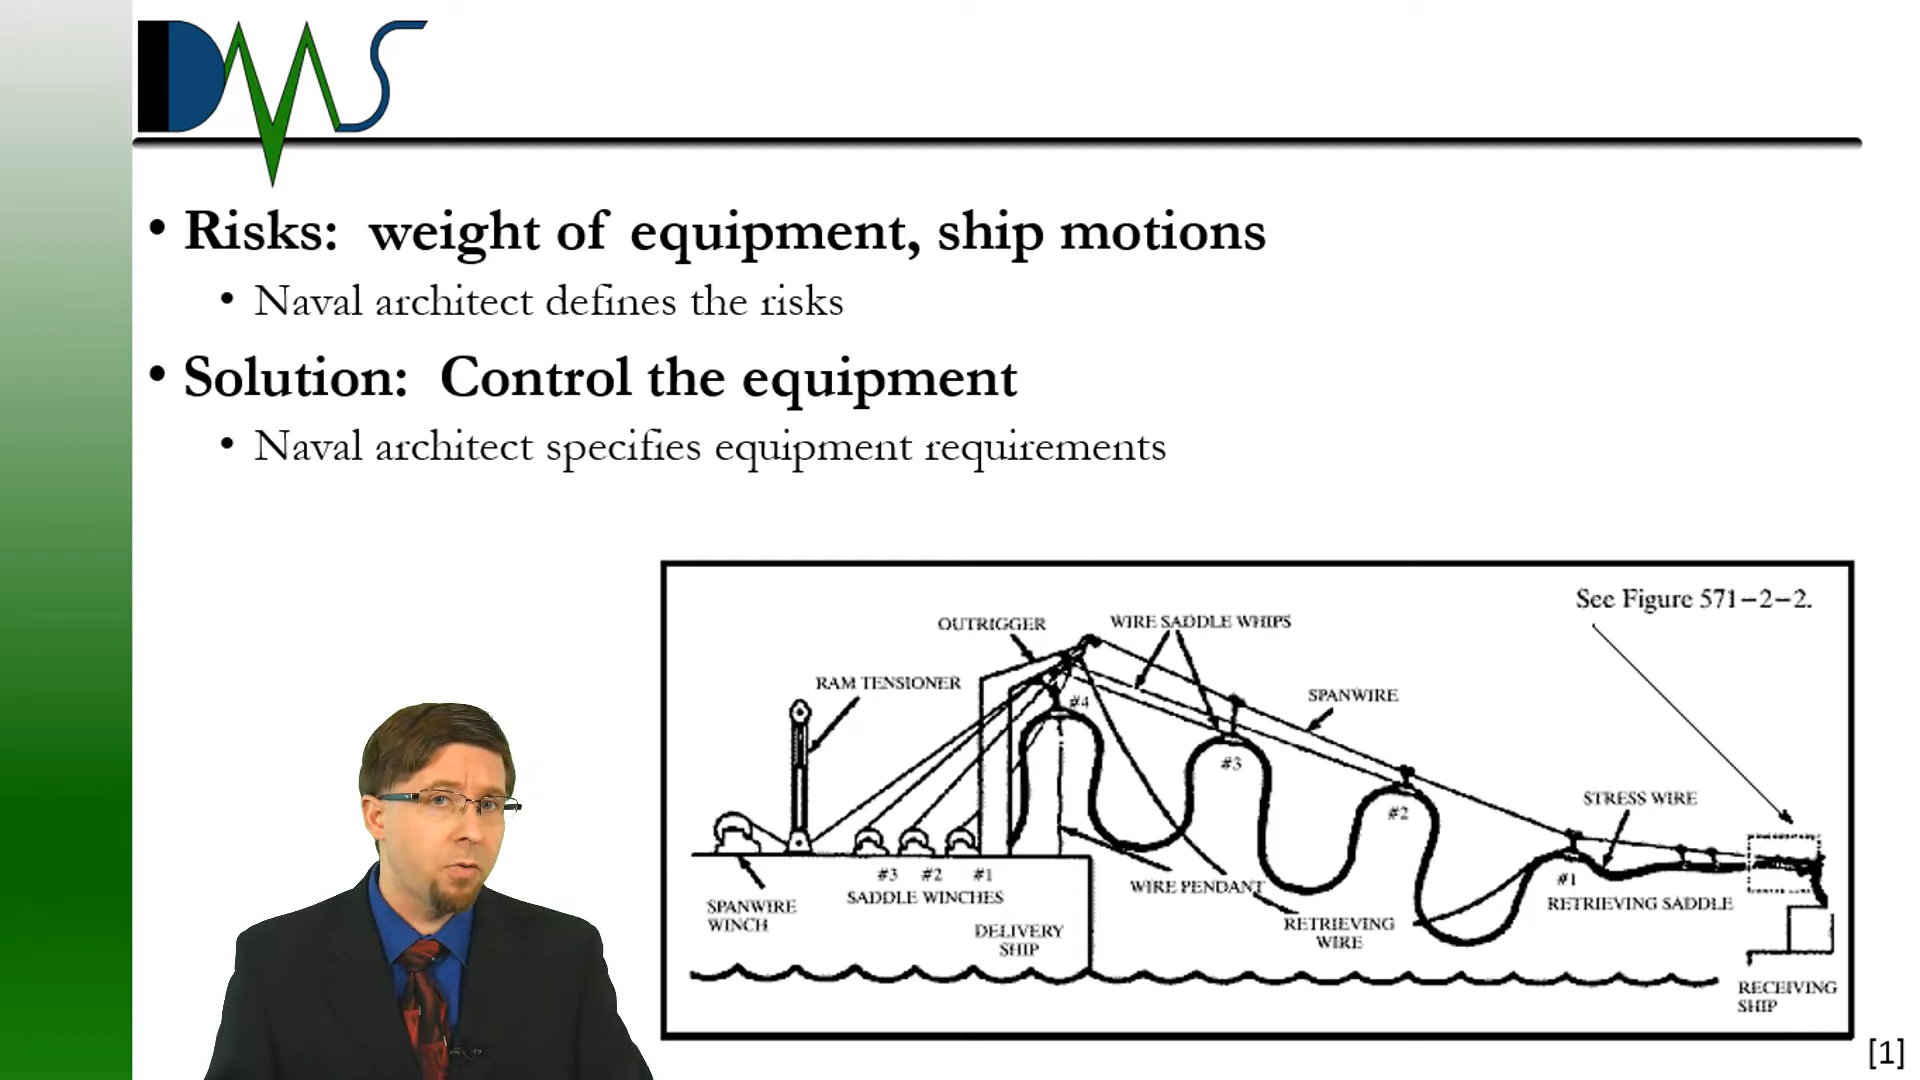 DMS
• Risks: weight of equipment, ship motions
• Naval architect defines the risks
• Solution: Control the equipment
• Naval architect specifies equipment requirements
See Figure 571-2-2.
OUTRIGGER
WIRE SADDLE WHIPS
RAM TENSIONER
SPANWIRE
#4
#3
#2
STRESS WIRE
#1
#3 #2 #1
SADDLE WINCHES
SPANWIRE
WINCH
WIRE PENDANT
RETRIEVING SADDLE
DELIVERY
SHIP
RETRIEVING
WIRE
RECEIVING
SHIP
[1]